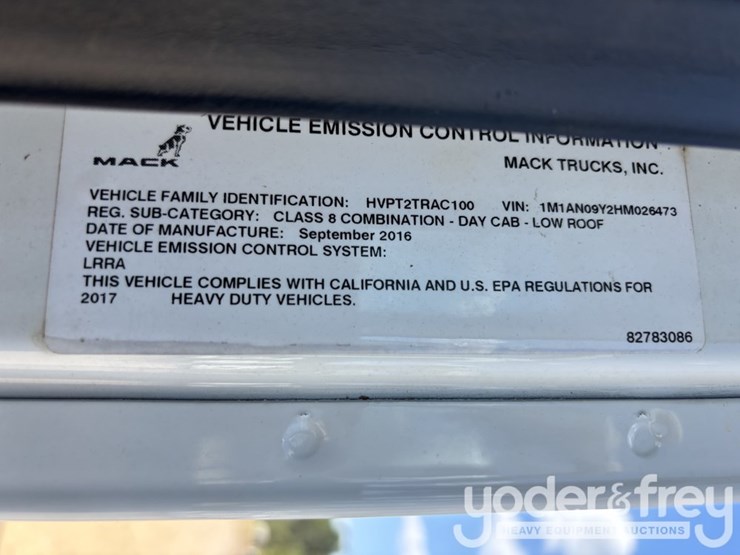 VEHICLE EMISSION CONTROL INFORMATION
MACK
MACK TRUCKS, INC.
VEHICLE FAMILY IDENTIFICATION: HVPT2TRAC100 VIN: 1M1AN09Y2HM026473
REG. SUB-CATEGORY: CLASS 8 COMBINATION - DAY CAB - LOW ROOF
DATE OF MANUFACTURE: September 2016
VEHICLE EMISSION CONTROL SYSTEM:
LRRA
THIS VEHICLE COMPLIES WITH CALIFORNIA AND U.S. EPA REGULATIONS FOR
2017 HEAVY DUTY VEHICLES.
82783086
yoder&frey
HEAVY EQUIPMENT AUCTIONS